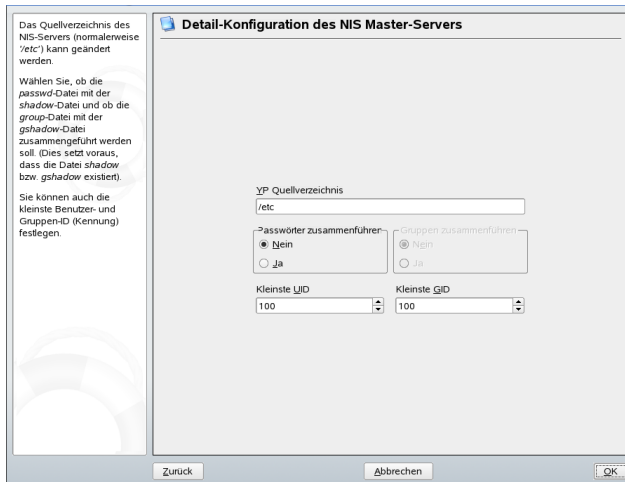 Das Quellverzeichnis des
NIS-Servers (normalerweise
'/etc') kann geändert
werden.
Wählen Sie, ob die
passwd-Datei mit der
shadow-Datei und ob die
group-Datei mit der
gshadow-Datei
zusammengeführt werden
soll. (Dies setzt voraus,
dass die Datei shadow
bzw. gshadow existiert).
Sie können auch die
kleinste Benutzer- und
Gruppen-ID (Kennung)
festlegen.
Detail-Konfiguration des NIS Master-Servers
YP Quellverzeichnis
/etc
Passwörter zusammenführen
Nein
Ja
Gruppen zusammenführen
Nein
Ja
Kleinste UID
100
Kleinste GID
100
Zurück
Abbrechen
OK